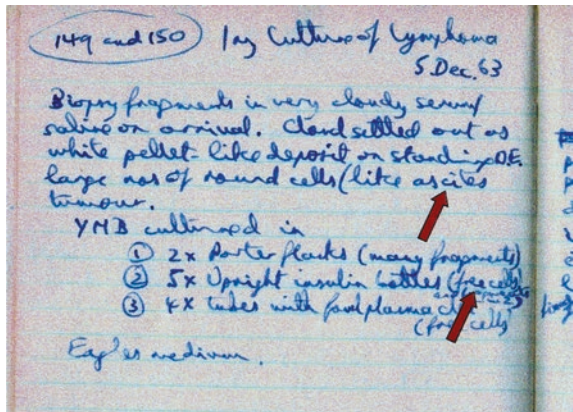 149 and 150 Ing Culture of Lymphoma
5 Dec. 63
Biopsy fragments in very cloudy serum/
saline on arrival. Cloud settled out as
white pellet-like deposit on standing O.E.
large nos of round cells (like ascites
tumour.
YMB cultured in
① 2x Porter flasks (many fragments)
② 5x Upright insulin bottles (free cells)
③ 4x tubes with fowl plasma
(free cells
Eagles medium.